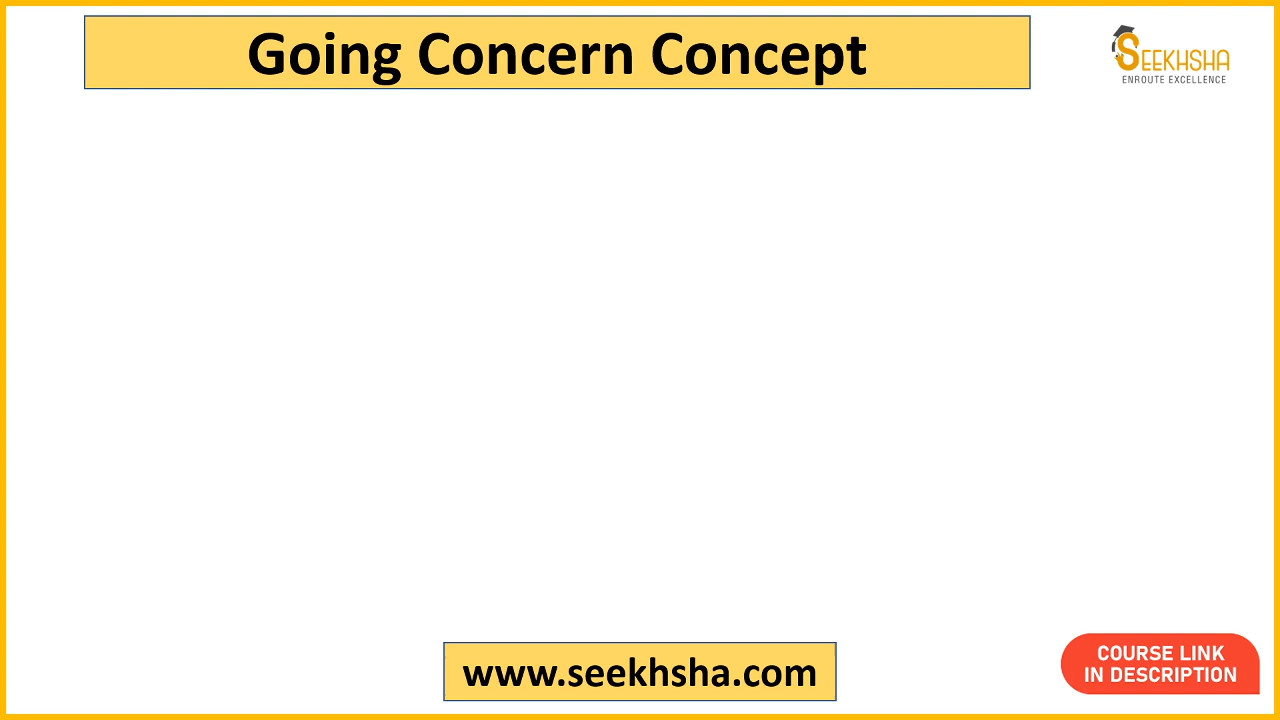 Going Concern Concept
SEEKHSHA
ENROUTE EXCELLENCE
www.seekhsha.com
COURSE LINK
IN DESCRIPTION